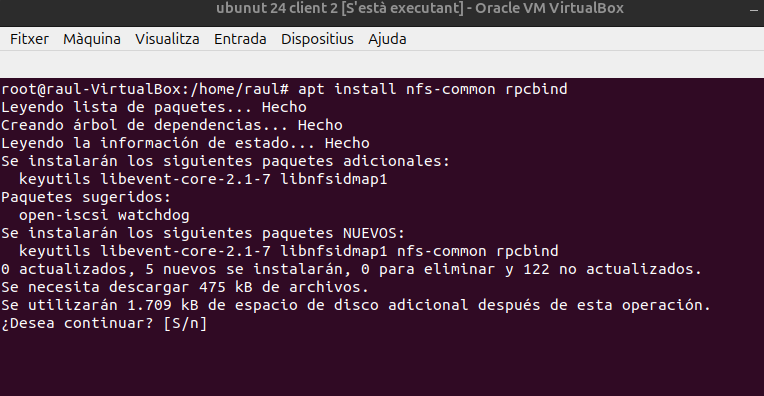 ubunut 24 client 2 [S'està executant] - Oracle VM VirtualBox
Fitxer Màquina Visualitza Entrada Dispositius Ajuda
root@raul-VirtualBox:/home/raul# apt install nfs-common rpcbind
Leyendo lista de paquetes... Hecho
Creando árbol de dependencias... Hecho
Leyendo la información de estado... Hecho
Se instalarán los siguientes paquetes adicionales:
  keyutils libevent-core-2.1-7 libnfsidmap1
Paquetes sugeridos:
  open-iscsi watchdog
Se instalarán los siguientes paquetes NUEVOS:
  keyutils libevent-core-2.1-7 libnfsidmap1 nfs-common rpcbind
0 actualizados, 5 nuevos se instalarán, 0 para eliminar y 122 no actualizados.
Se necesita descargar 475 kB de archivos.
Se utilizarán 1.709 kB de espacio de disco adicional después de esta operación.
¿Desea continuar? [S/n]